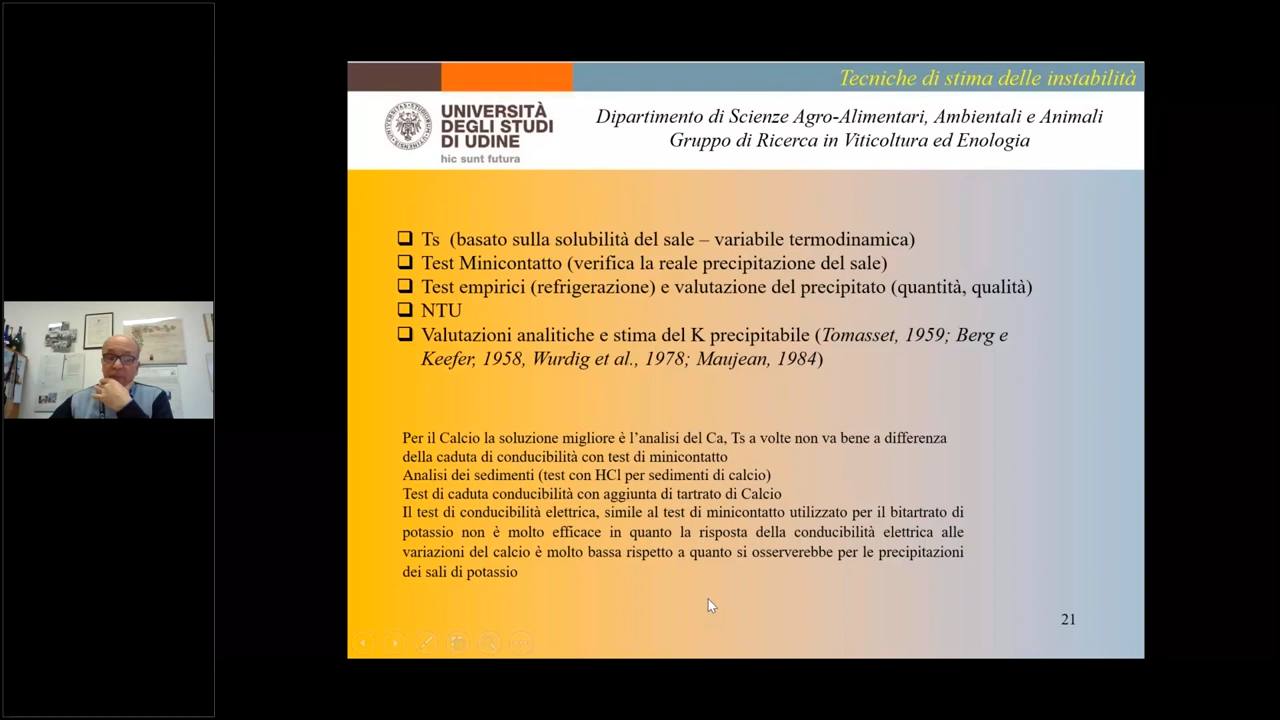 Tecniche di stima delle instabilità
UNIVERSITÀ
DEGLI STUDI
DI UDINE
hic sunt futura
Dipartimento di Scienze Agro-Alimentari, Ambientali e Animali
Gruppo di Ricerca in Viticoltura ed Enologia
Ts (basato sulla solubilità del sale – variabile termodinamica)
Test Minicontatto (verifica la reale precipitazione del sale)
Test empirici (refrigerazione) e valutazione del precipitato (quantità, qualità)
NTU
Valutazioni analitiche e stima del K precipitabile (Tomasset, 1959; Berg e
Keefer, 1958, Wurdig et al., 1978; Maujean, 1984)
Per il Calcio la soluzione migliore è l’analisi del Ca, Ts a volte non va bene a differenza
della caduta di conducibilità con test di minicontatto
Analisi dei sedimenti (test con HCl per sedimenti di calcio)
Test di caduta conducibilità con aggiunta di tartrato di Calcio
Il test di conducibilità elettrica, simile al test di minicontatto utilizzato per il bitartrato di
potassio non è molto efficace in quanto la risposta della conducibilità elettrica alle
variazioni del calcio è molto bassa rispetto a quanto si osserverebbe per le precipitazioni
dei sali di potassio
21